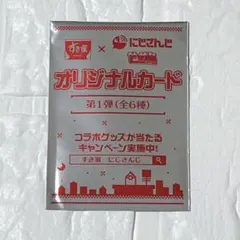 すき家 × にじさんじ
オリジナルカード
第1弾(全6種)
コラボグッズが当たる
キャンペーン実施中!
すき家 にじさんじ